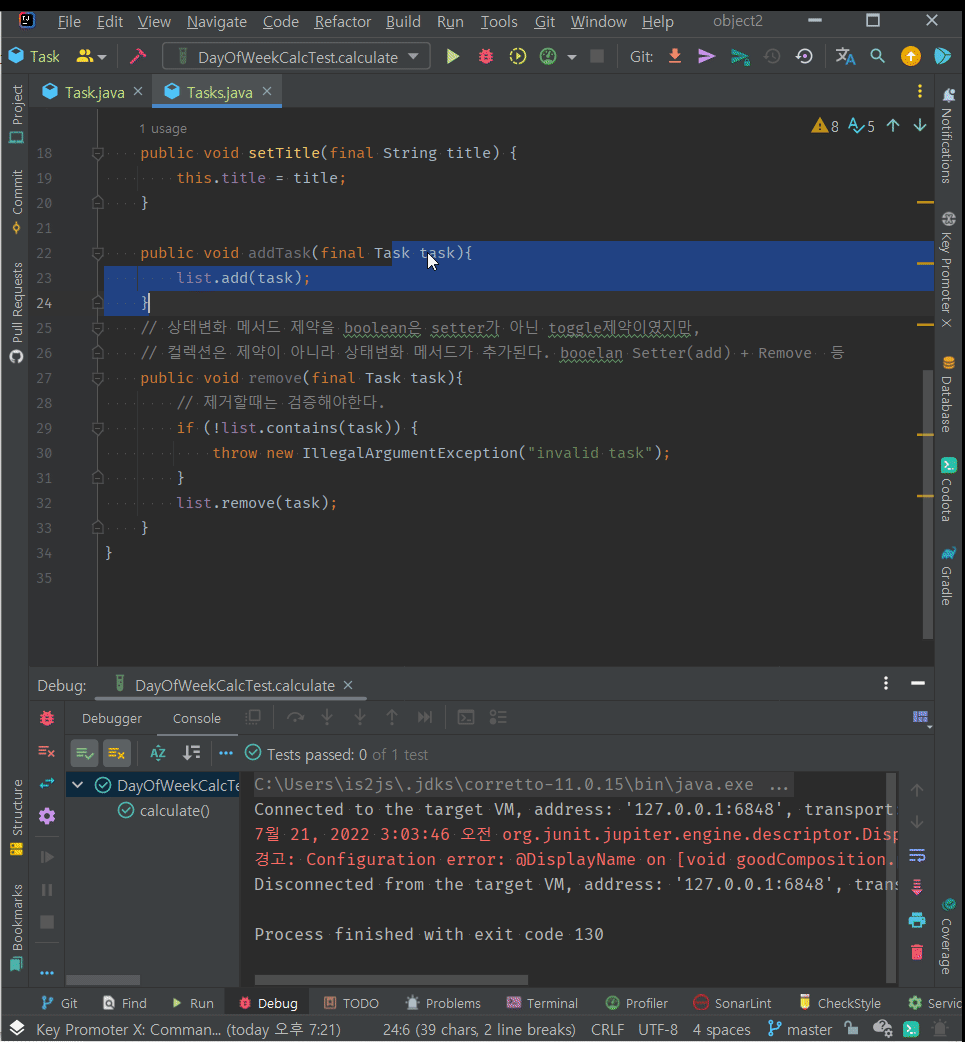 File Edit View Navigate Code Refactor Build Run Tools Git Window Help object2
Task DayOfWeekCalcTest.calculate Git:
Task.java Tasks.java
Project
Commit
Pull Requests
Structure
Bookmarks
Notifications
Key Promoter X
Database
Codota
Gradle
Coverage
8 5
1 usage
18 public void setTitle(final String title) {
19 this.title = title;
20 }
21
22 public void addTask(final Task task){
23 list.add(task);
24 }
25 // 상태변화 메서드 제약을 boolean은 setter가 아닌 toggle제약이였지만,
26 // 컬렉션은 제약이 아니라 상태변화 메서드가 추가된다. booelan Setter(add) + Remove 등
27 public void remove(final Task task){
28 // 제거할때는 검증해야한다.
29 if (!list.contains(task)) {
30 throw new IllegalArgumentException("invalid task");
31 }
32 list.remove(task);
33 }
34 }
35
Debug: DayOfWeekCalcTest.calculate
Debugger Console
Tests passed: 0 of 1 test
DayOfWeekCalcTe
calculate()
C:\Users\is2js\.jdks\corretto-11.0.15\bin\java.exe ...
Connected to the target VM, address: '127.0.0.1:6848', transport
7월 21, 2022 3:03:46 오전 org.junit.jupiter.engine.descriptor.Disp
경고: Configuration error: @DisplayName on [void goodComposition.
Disconnected from the target VM, address: '127.0.0.1:6848', trans
Process finished with exit code 130
Git Find Run Debug TODO Problems Terminal Profiler SonarLint CheckStyle Servic
Key Promoter X: Comman... (today 오후 7:21) 24:6 (39 chars, 2 line breaks) CRLF UTF-8 4 spaces master